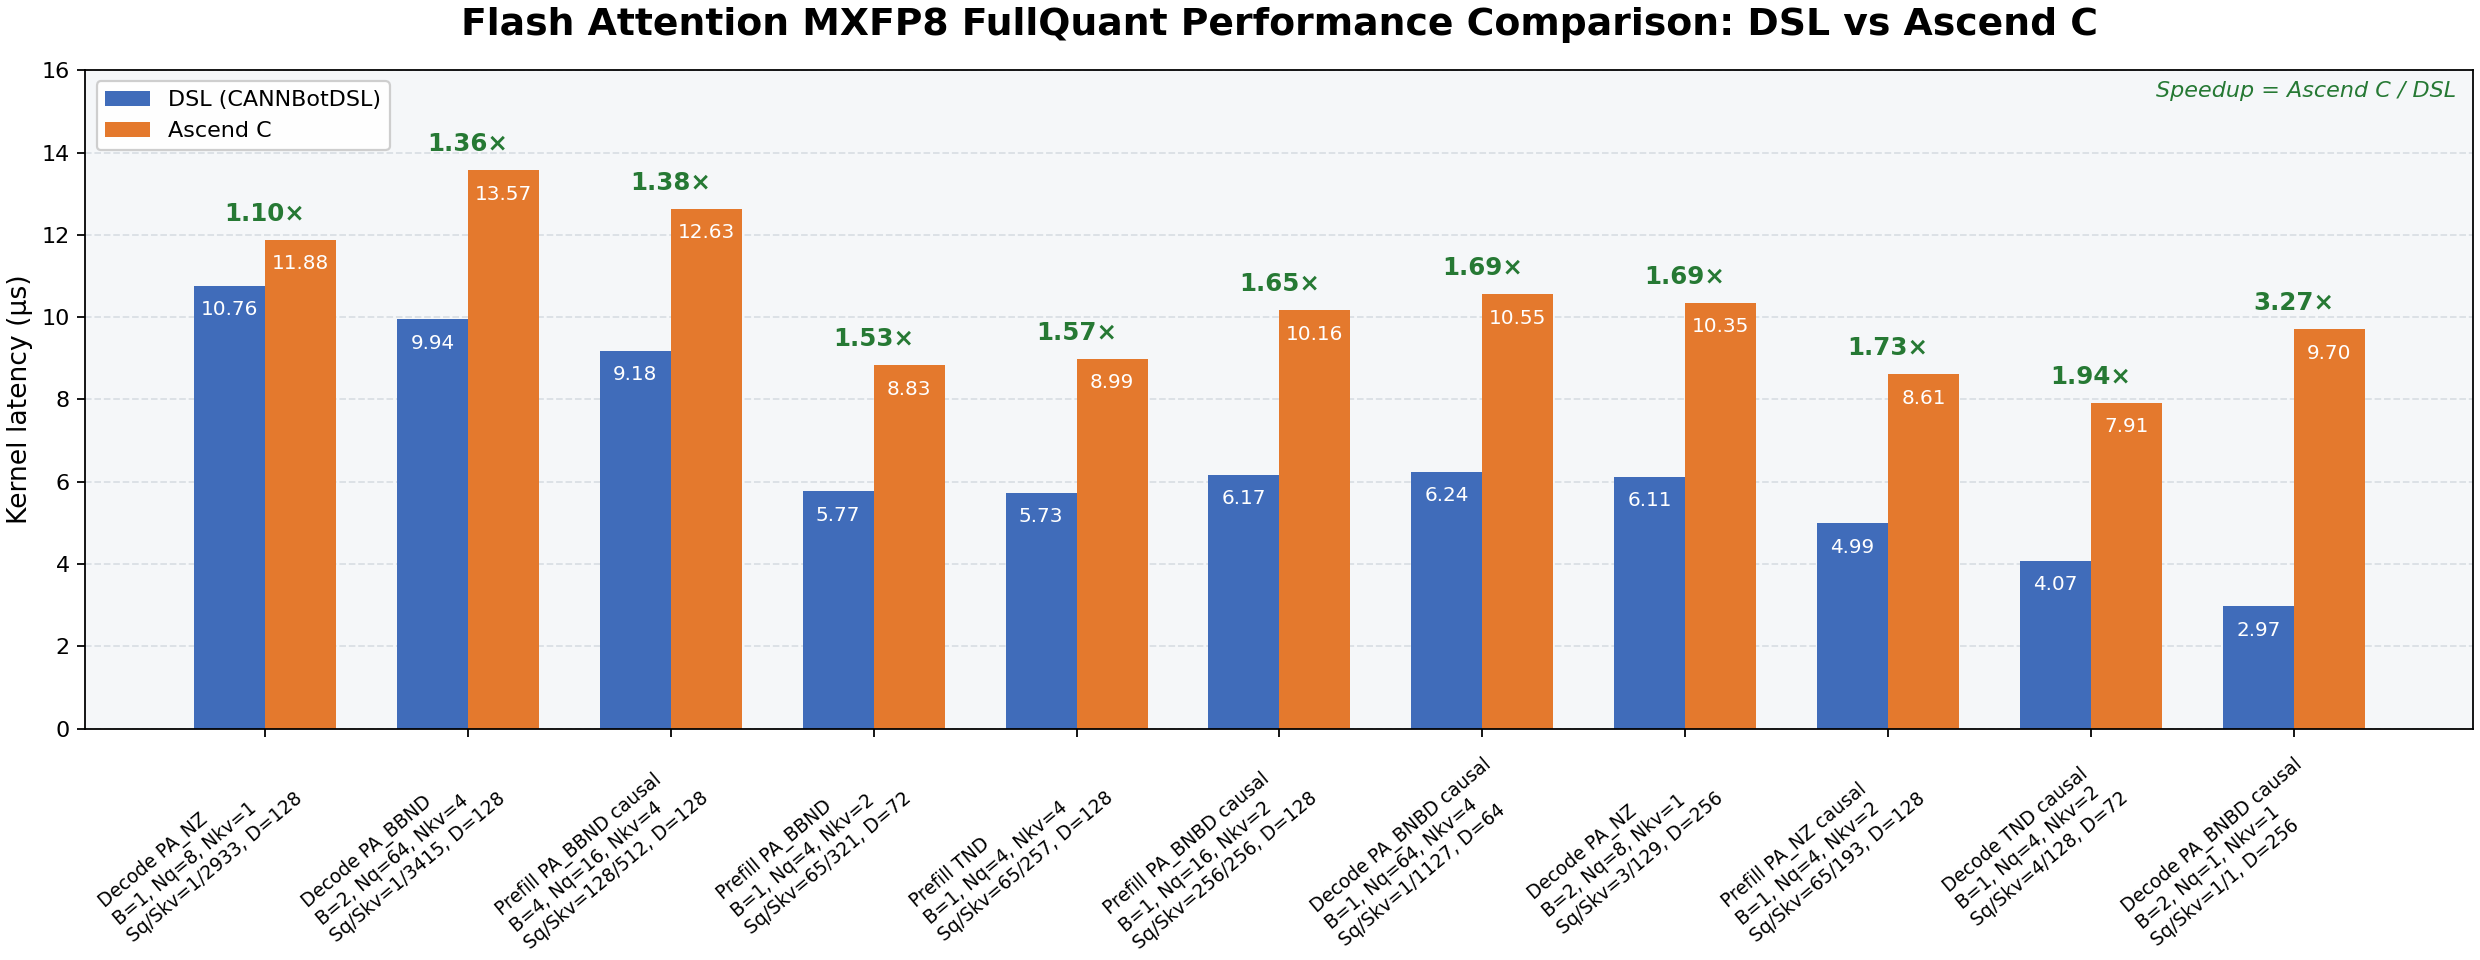 Flash Attention MXFP8 FullQuant Performance Comparison: DSL vs Ascend C
Speedup = Ascend C / DSL
DSL (CANNBotDSL)
Ascend C
Kernel latency (μs)
16
14
12
10
8
6
4
2
0
1.10×
1.36×
1.38×
1.53×
1.57×
1.65×
1.69×
1.69×
1.73×
1.94×
3.27×
10.76
11.88
9.94
13.57
9.18
12.63
5.77
8.83
5.73
8.99
6.17
10.16
6.24
10.55
6.11
10.35
4.99
8.61
4.07
7.91
2.97
9.70
Decode PA_NZ
B=1, Nq=8, Nkv=1
Sq/Skv=1/2933, D=128
Decode PA_BBND
B=2, Nq=64, Nkv=4
Sq/Skv=1/3415, D=128
Prefill PA_BBND causal
B=4, Nq=16, Nkv=4
Sq/Skv=128/512, D=128
Prefill PA_BBND
B=1, Nq=4, Nkv=2
Sq/Skv=65/321, D=72
Prefill TND
B=1, Nq=4, Nkv=4
Sq/Skv=65/257, D=128
Prefill PA_BNBD causal
B=1, Nq=16, Nkv=2
Sq/Skv=256/256, D=128
Decode PA_BNBD causal
B=1, Nq=64, Nkv=4
Sq/Skv=1/1127, D=64
Decode PA_NZ
B=2, Nq=8, Nkv=1
Sq/Skv=3/129, D=256
Prefill PA_NZ causal
B=1, Nq=4, Nkv=2
Sq/Skv=65/193, D=128
Decode TND causal
B=1, Nq=4, Nkv=2
Sq/Skv=4/128, D=72
Decode PA_BNBD causal
B=2, Nq=1, Nkv=1
Sq/Skv=1/1, D=256